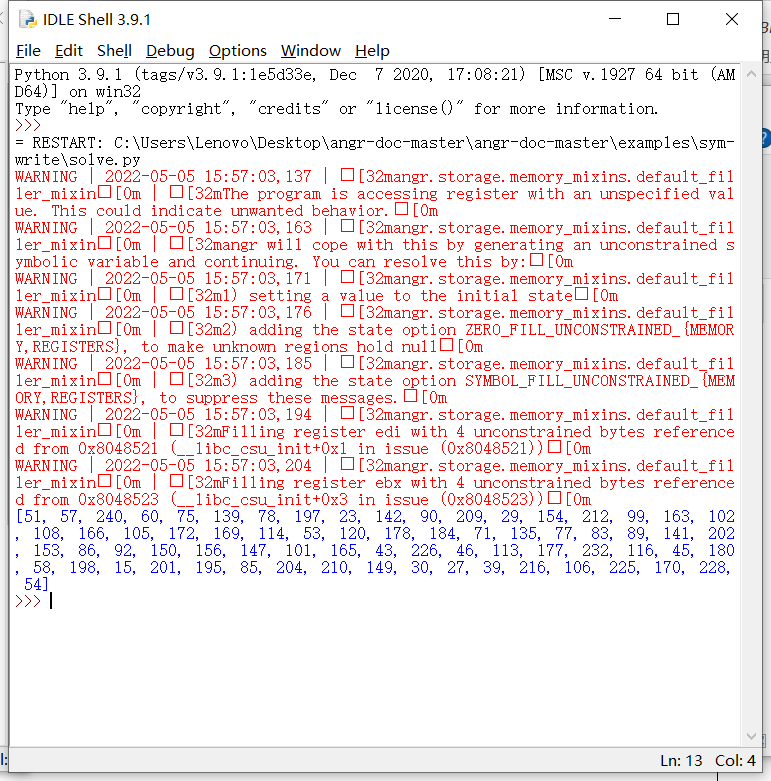 IDLE Shell 3.9.1
File Edit Shell Debug Options Window Help
Python 3.9.1 (tags/v3.9.1:1e5d33e, Dec  7 2020, 17:08:21) [MSC v.1927 64 bit (AM
D64)] on win32
Type "help", "copyright", "credits" or "license()" for more information.
>>>
= RESTART: C:\Users\Lenovo\Desktop\angr-doc-master\angr-doc-master\examples\sym-
write\solve.py
WARNING | 2022-05-05 15:57:03,137 | □[32mangr.storage.memory_mixins.default_fil
ler_mixin□[0m | □[32mThe program is accessing register with an unspecified val
ue. This could indicate unwanted behavior.□[0m
WARNING | 2022-05-05 15:57:03,163 | □[32mangr.storage.memory_mixins.default_fil
ler_mixin□[0m | □[32mangr will cope with this by generating an unconstrained s
ymbolic variable and continuing. You can resolve this by:□[0m
WARNING | 2022-05-05 15:57:03,171 | □[32mangr.storage.memory_mixins.default_fil
ler_mixin□[0m | □[32m1) setting a value to the initial state□[0m
WARNING | 2022-05-05 15:57:03,176 | □[32mangr.storage.memory_mixins.default_fil
ler_mixin□[0m | □[32m2) adding the state option ZERO_FILL_UNCONSTRAINED_{MEMOR
Y,REGISTERS}, to make unknown regions hold null□[0m
WARNING | 2022-05-05 15:57:03,185 | □[32mangr.storage.memory_mixins.default_fil
ler_mixin□[0m | □[32m3) adding the state option SYMBOL_FILL_UNCONSTRAINED_{MEM
ORY,REGISTERS}, to suppress these messages.□[0m
WARNING | 2022-05-05 15:57:03,194 | □[32mangr.storage.memory_mixins.default_fil
ler_mixin□[0m | □[32mFilling register edi with 4 unconstrained bytes reference
d from 0x8048521 (__libc_csu_init+0x1 in issue (0x8048521))□[0m
WARNING | 2022-05-05 15:57:03,204 | □[32mangr.storage.memory_mixins.default_fil
ler_mixin□[0m | □[32mFilling register ebx with 4 unconstrained bytes reference
d from 0x8048523 (__libc_csu_init+0x3 in issue (0x8048523))□[0m
[51, 57, 240, 60, 75, 139, 78, 197, 23, 142, 90, 209, 29, 154, 212, 99, 163, 102
, 108, 166, 105, 172, 169, 114, 53, 120, 178, 184, 71, 135, 77, 83, 89, 141, 202
, 153, 86, 92, 150, 156, 147, 101, 165, 43, 226, 46, 113, 177, 232, 116, 45, 180
, 58, 198, 15, 201, 195, 85, 204, 210, 149, 30, 27, 39, 216, 106, 225, 170, 228,
 54]
>>>
Ln: 13 Col: 4